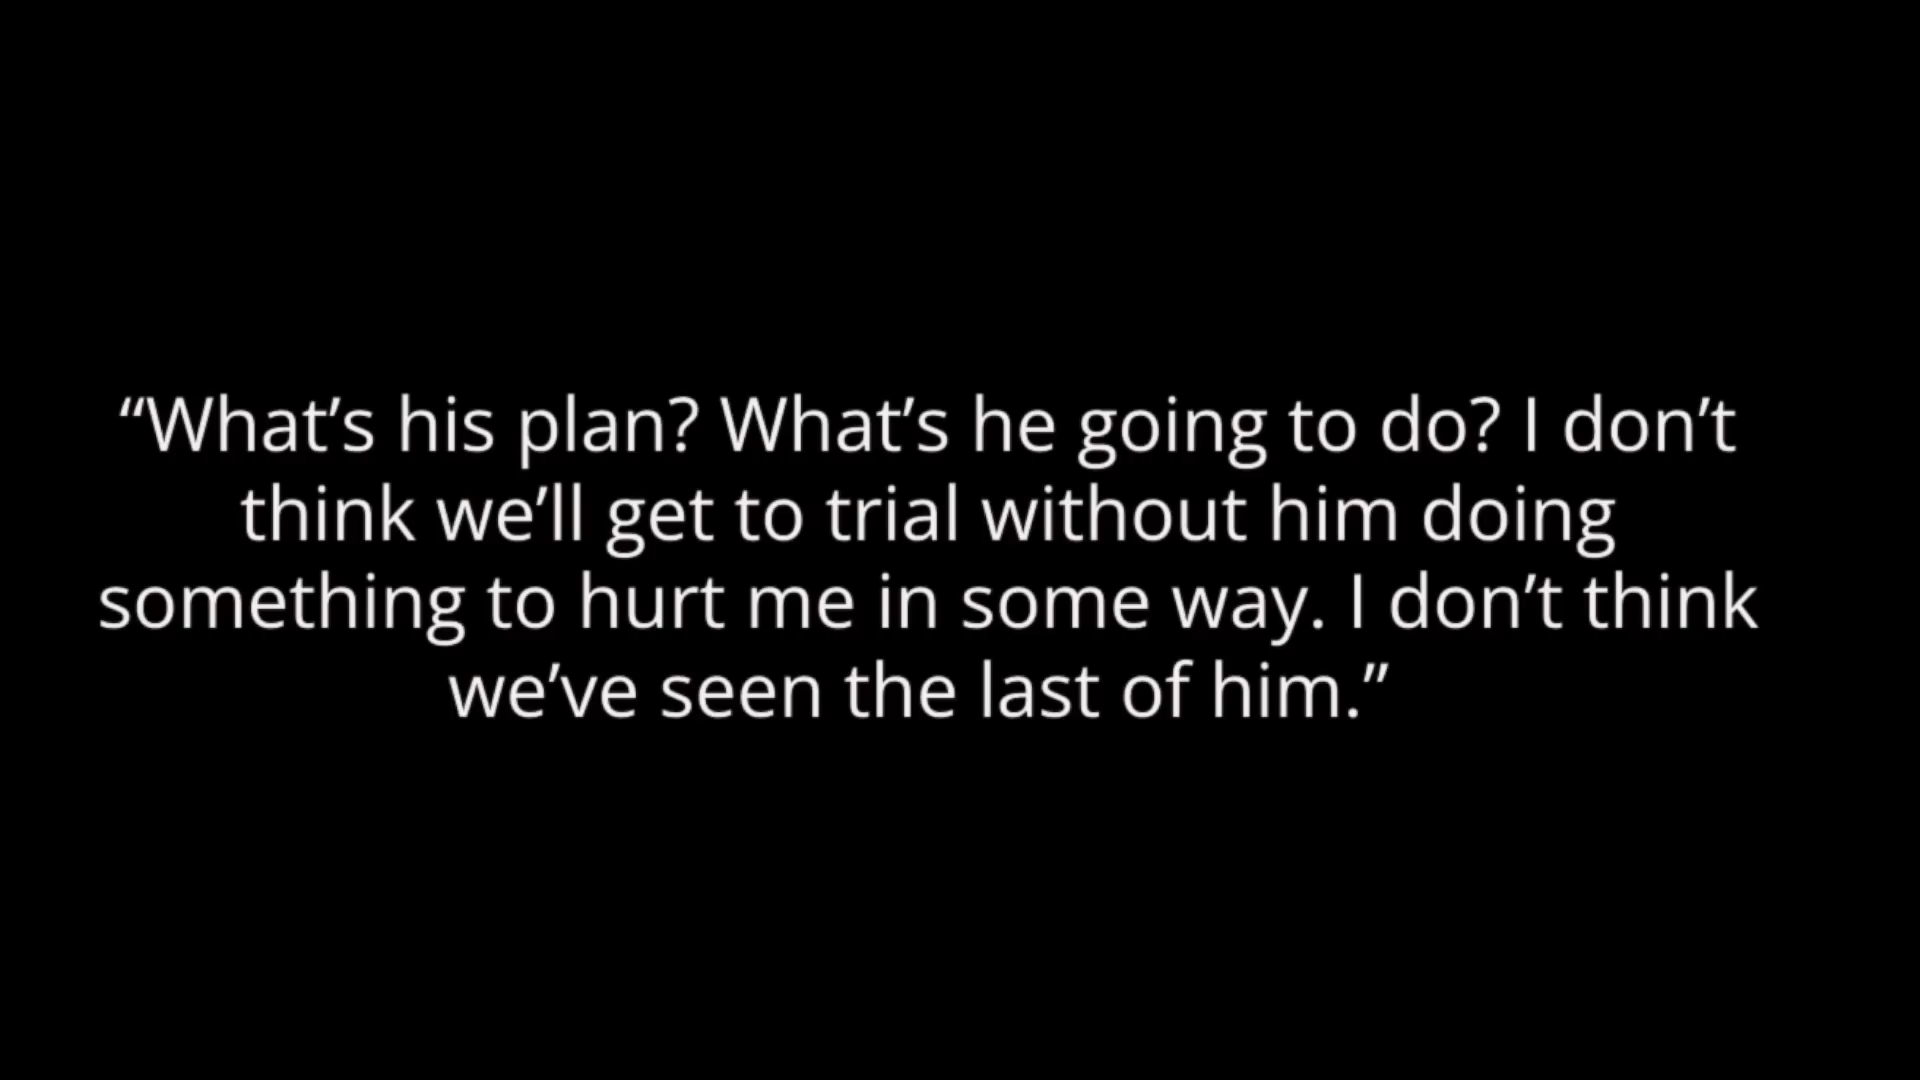 “What’s his plan? What’s he going to do? I don’t
think we’ll get to trial without him doing
something to hurt me in some way. I don’t think
we’ve seen the last of him.”